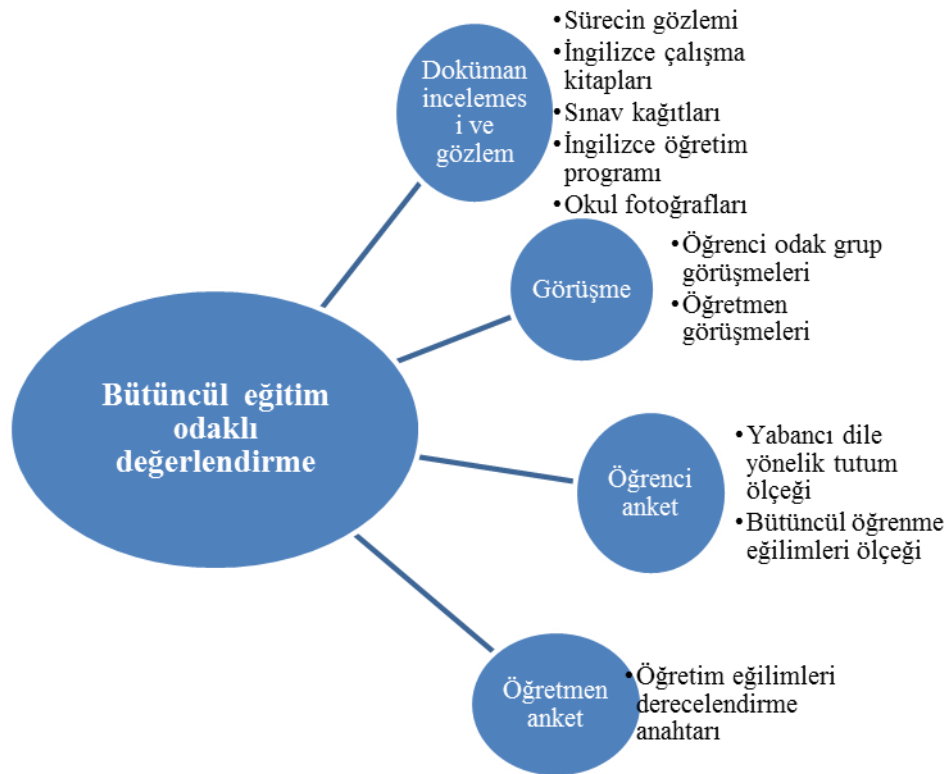 Doküman
incelemes
i ve
gözlem
•Sürecin gözlemi
•İngilizce çalışma
kitapları
•Sınav kağıtları
•İngilizce öğretim
programı
•Okul fotoğrafları
Görüşme
•Öğrenci odak grup
görüşmeleri
•Öğretmen
görüşmeleri
Bütüncül eğitim
odaklı
değerlendirme
Öğrenci
anket
•Yabancı dile
yönelik tutum
ölçeği
•Bütüncül öğrenme
eğilimleri ölçeği
Öğretmen
anket
•Öğretim eğilimleri
derecelendirme
anahtarı